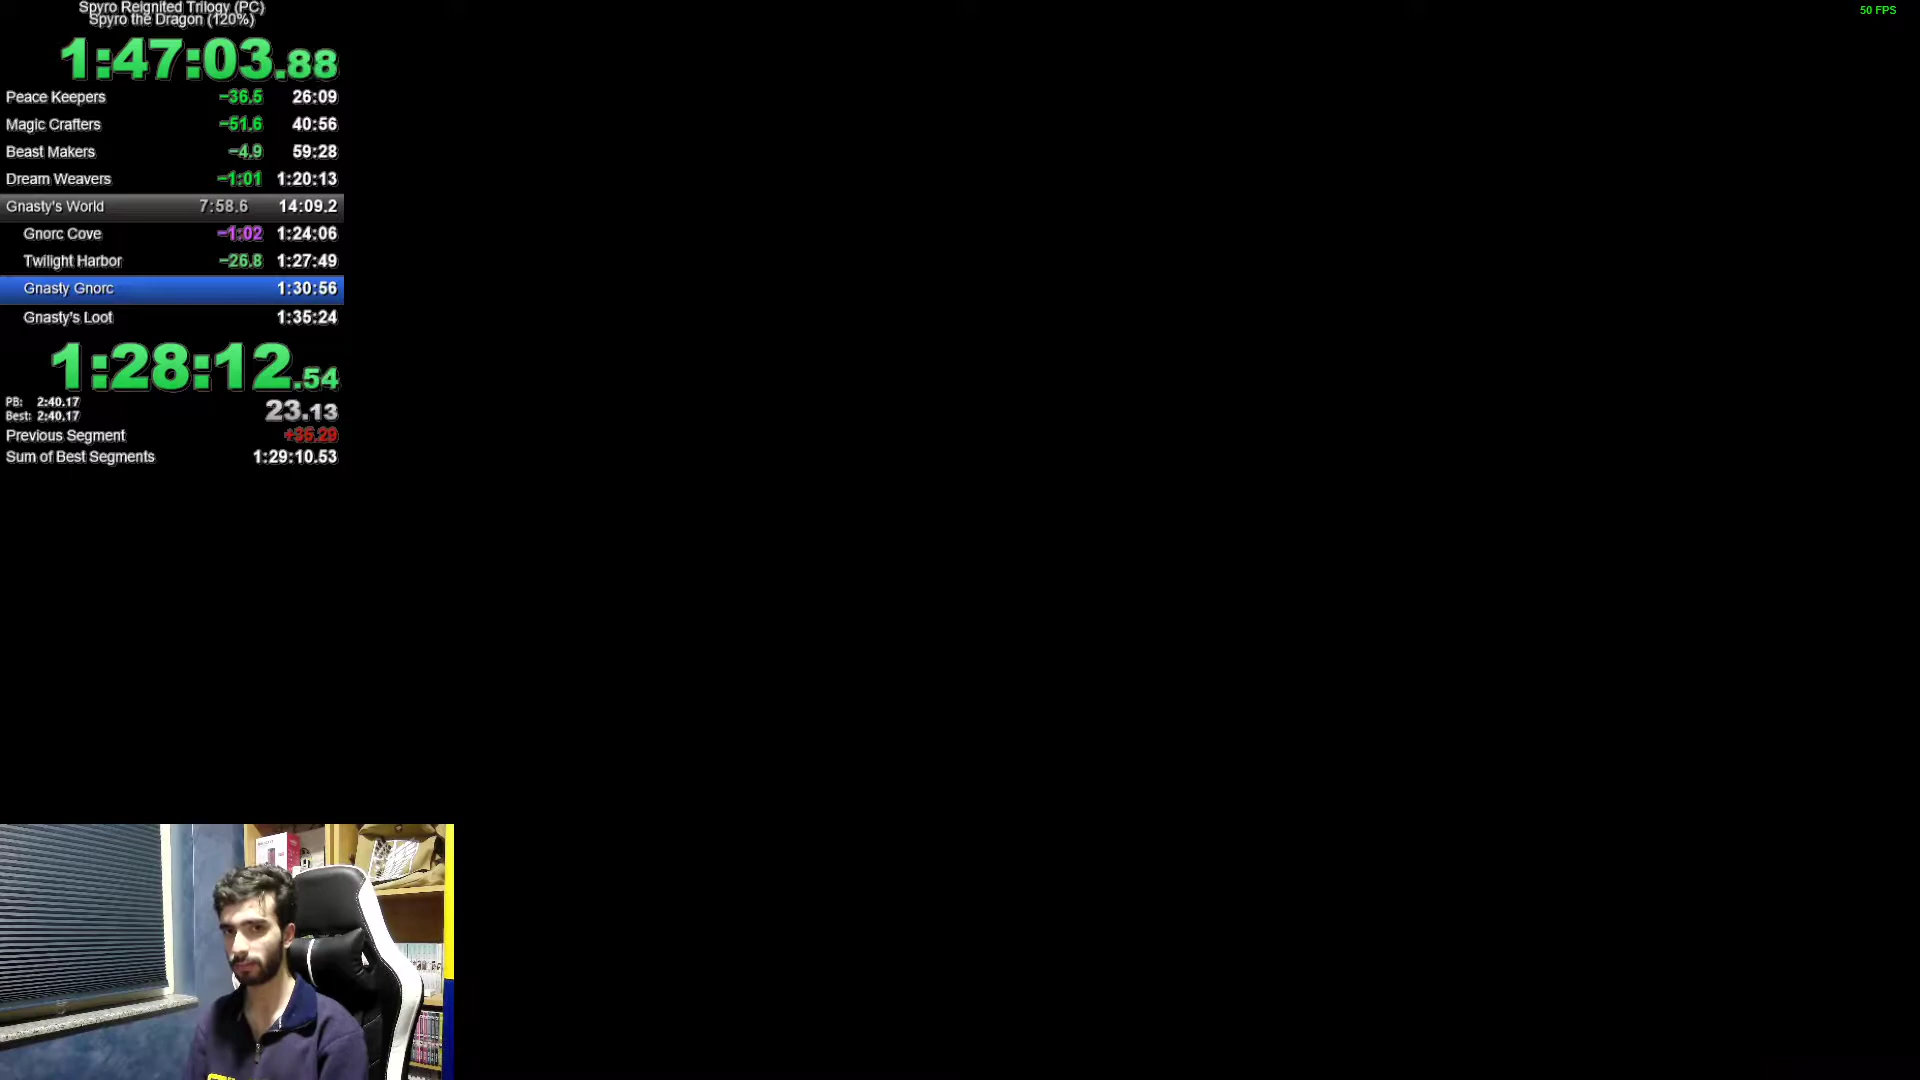 Spyro Reignited Trilogy (PC)
Spyro the Dragon (120%)
50 FPS
1:47:03.88
Peace Keepers −36.5 26:09
Magic Crafters −51.6 40:56
Beast Makers −4.9 59:28
Dream Weavers −1:01 1:20:13
Gnasty's World 7:58.6 14:09.2
Gnorc Cove −1:02 1:24:06
Twilight Harbor −26.8 1:27:49
Gnasty Gnorc 1:30:56
Gnasty's Loot 1:35:24
1:28:12.54
PB: 2:40.17
Best: 2:40.17
23.13
Previous Segment
Sum of Best Segments 1:29:10.53